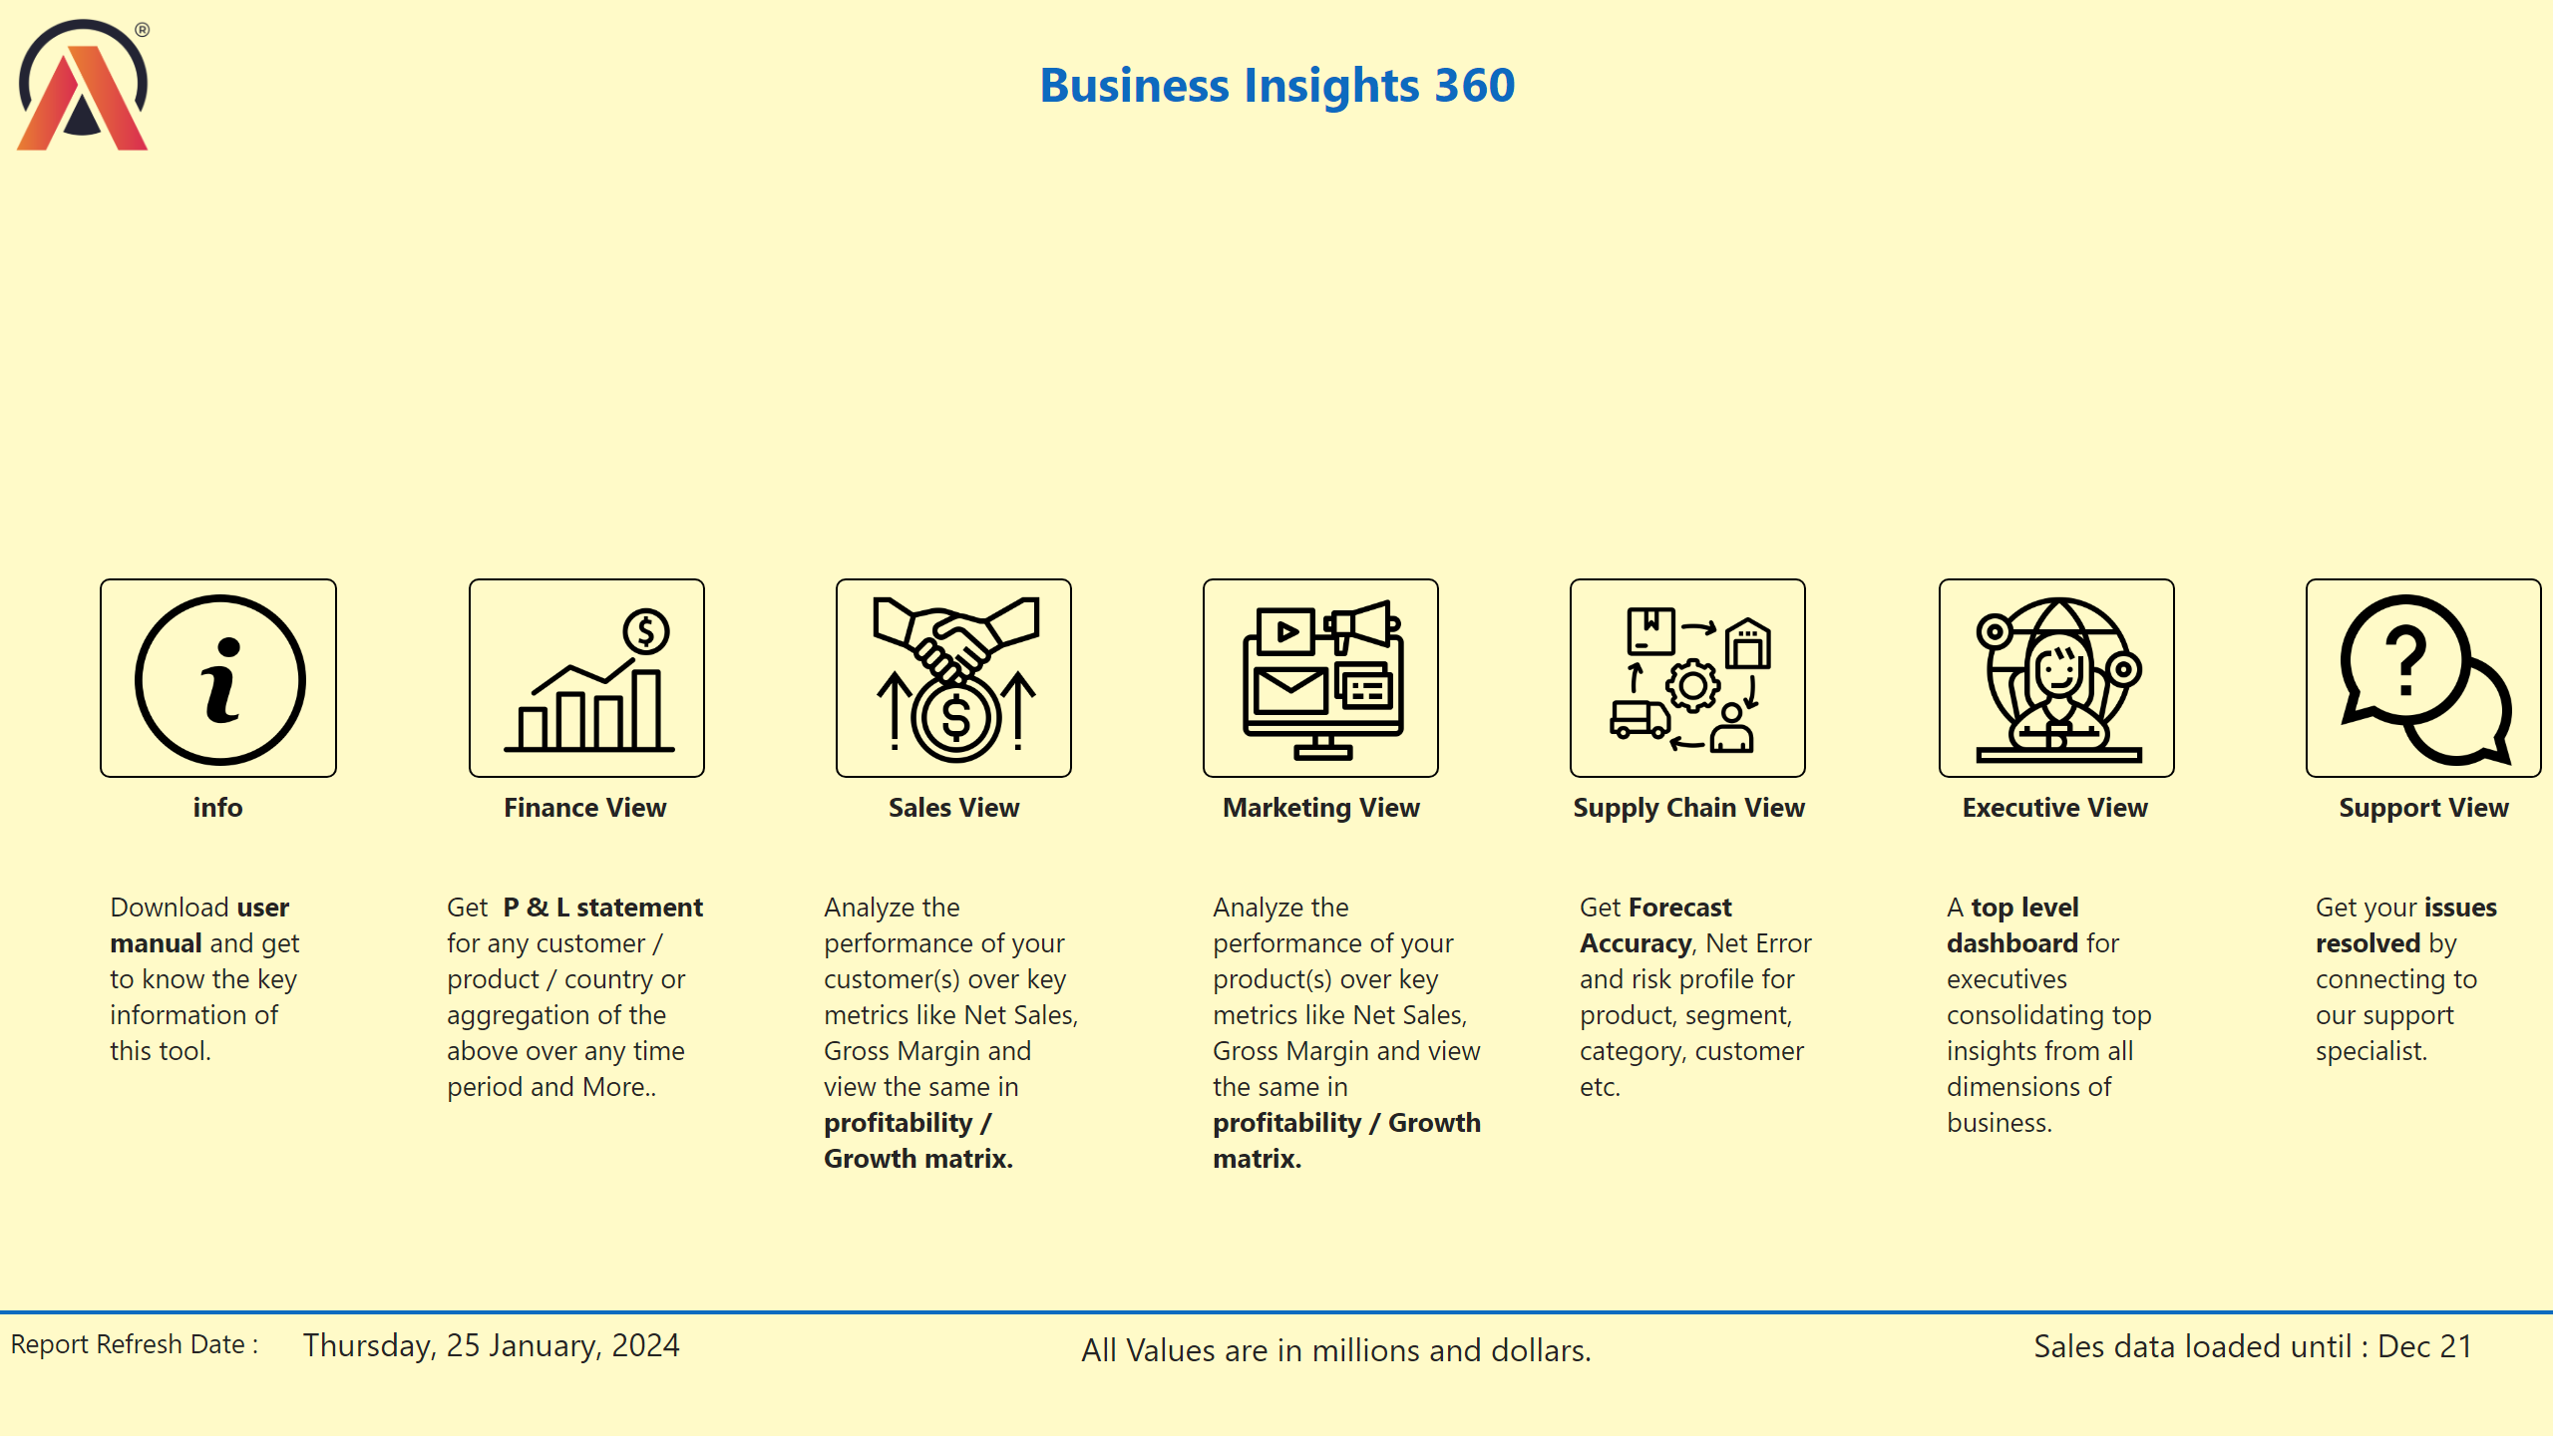 ®
Business Insights 360
info
Download user
manual and get
to know the key
information of
this tool.
Finance View
Get  P & L statement
for any customer /
product / country or
aggregation of the
above over any time
period and More..
Sales View
Analyze the
performance of your
customer(s) over key
metrics like Net Sales,
Gross Margin and
view the same in
profitability /
Growth matrix.
Marketing View
Analyze the
performance of your
product(s) over key
metrics like Net Sales,
Gross Margin and view
the same in
profitability / Growth
matrix.
Supply Chain View
Get Forecast
Accuracy, Net Error
and risk profile for
product, segment,
category, customer
etc.
Executive View
A top level
dashboard for
executives
consolidating top
insights from all
dimensions of
business.
Support View
Get your issues
resolved by
connecting to
our support
specialist.
Report Refresh Date : Thursday, 25 January, 2024
All Values are in millions and dollars.
Sales data loaded until : Dec 21